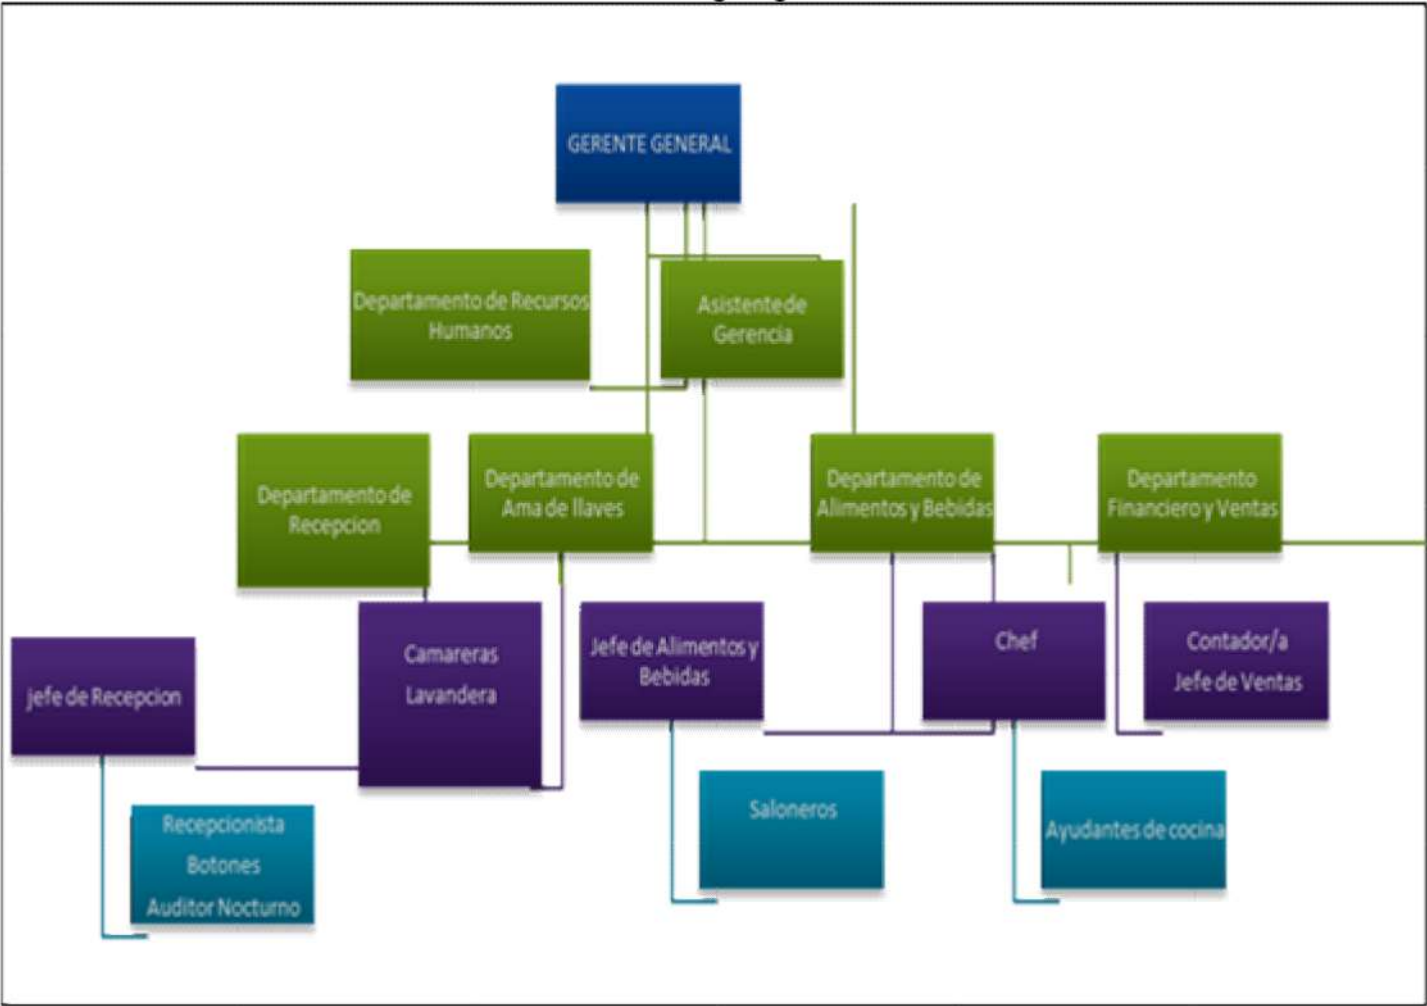 GERENTE GENERAL
Departamento de Recursos
Humanos
Asistente de
Gerencia
Departamento de
Recepcion
Departamento de
Ama de llaves
Departamento de
Alimentos y Bebidas
Departamento
Financiero y Ventas
jefe de Recepcion
Camareras
Lavandera
Jefe de Alimentos y
Bebidas
Chef
Contador/a
Jefe de Ventas
Recepcionista
Botones
Auditor Nocturno
Saloneros
Ayudantes de cocina